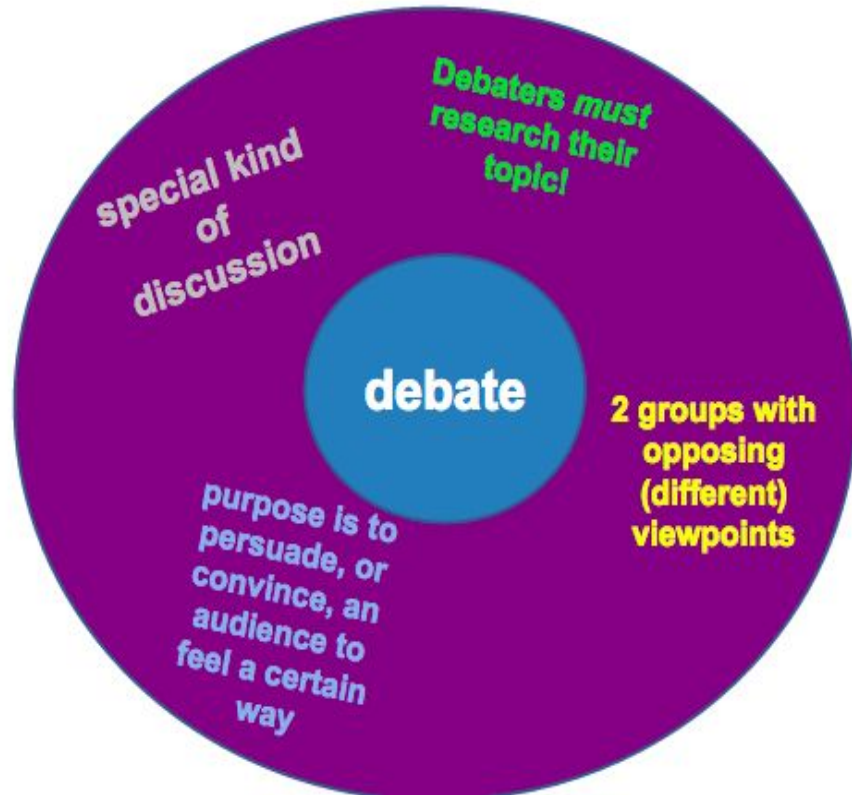 Debaters must
research their
topic!
special kind
of
discussion
debate
2 groups with
opposing
(different)
viewpoints
purpose is to
persuade, or
convince, an
audience to
feel a certain
way